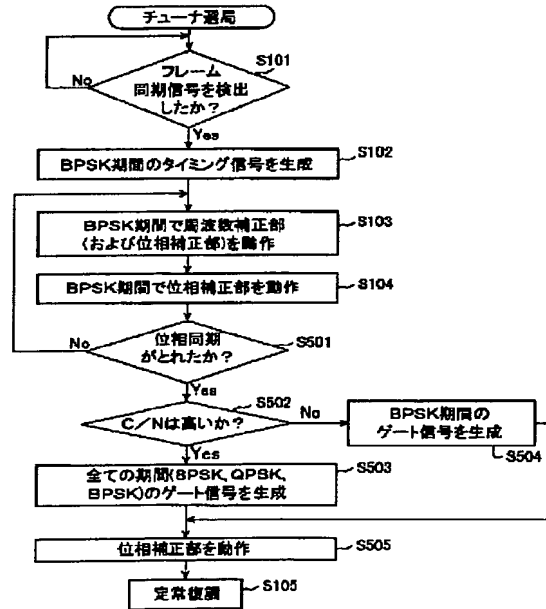 チューナ選局
S101
フレーム
同期信号を検出
したか？
No
Yes
BPSK期間のタイミング信号を生成
S102
BPSK期間で周波数補正部
（および位相補正部）を動作
S103
BPSK期間で位相補正部を動作
S104
位相同期
がとれたか？
S501
No
Yes
C／Nは高いか？
S502
No
Yes
BPSK期間の
ゲート信号を生成
S504
全ての期間（BPSK、QPSK、
BPSK）のゲート信号を生成
S503
位相補正部を動作
S505
定常復調
S105